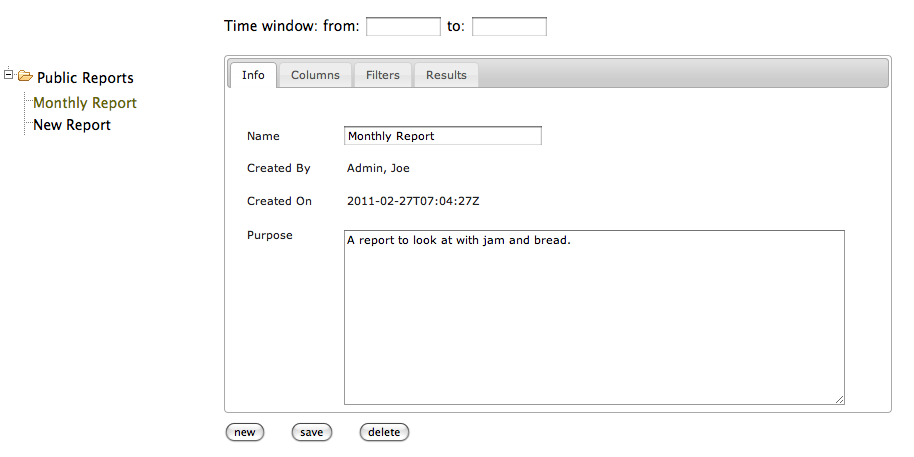 Time window: from: to:
Public Reports
Monthly Report
New Report
Info Columns Filters Results
Name Monthly Report
Created By Admin, Joe
Created On 2011-02-27T07:04:27Z
Purpose A report to look at with jam and bread.
new save delete